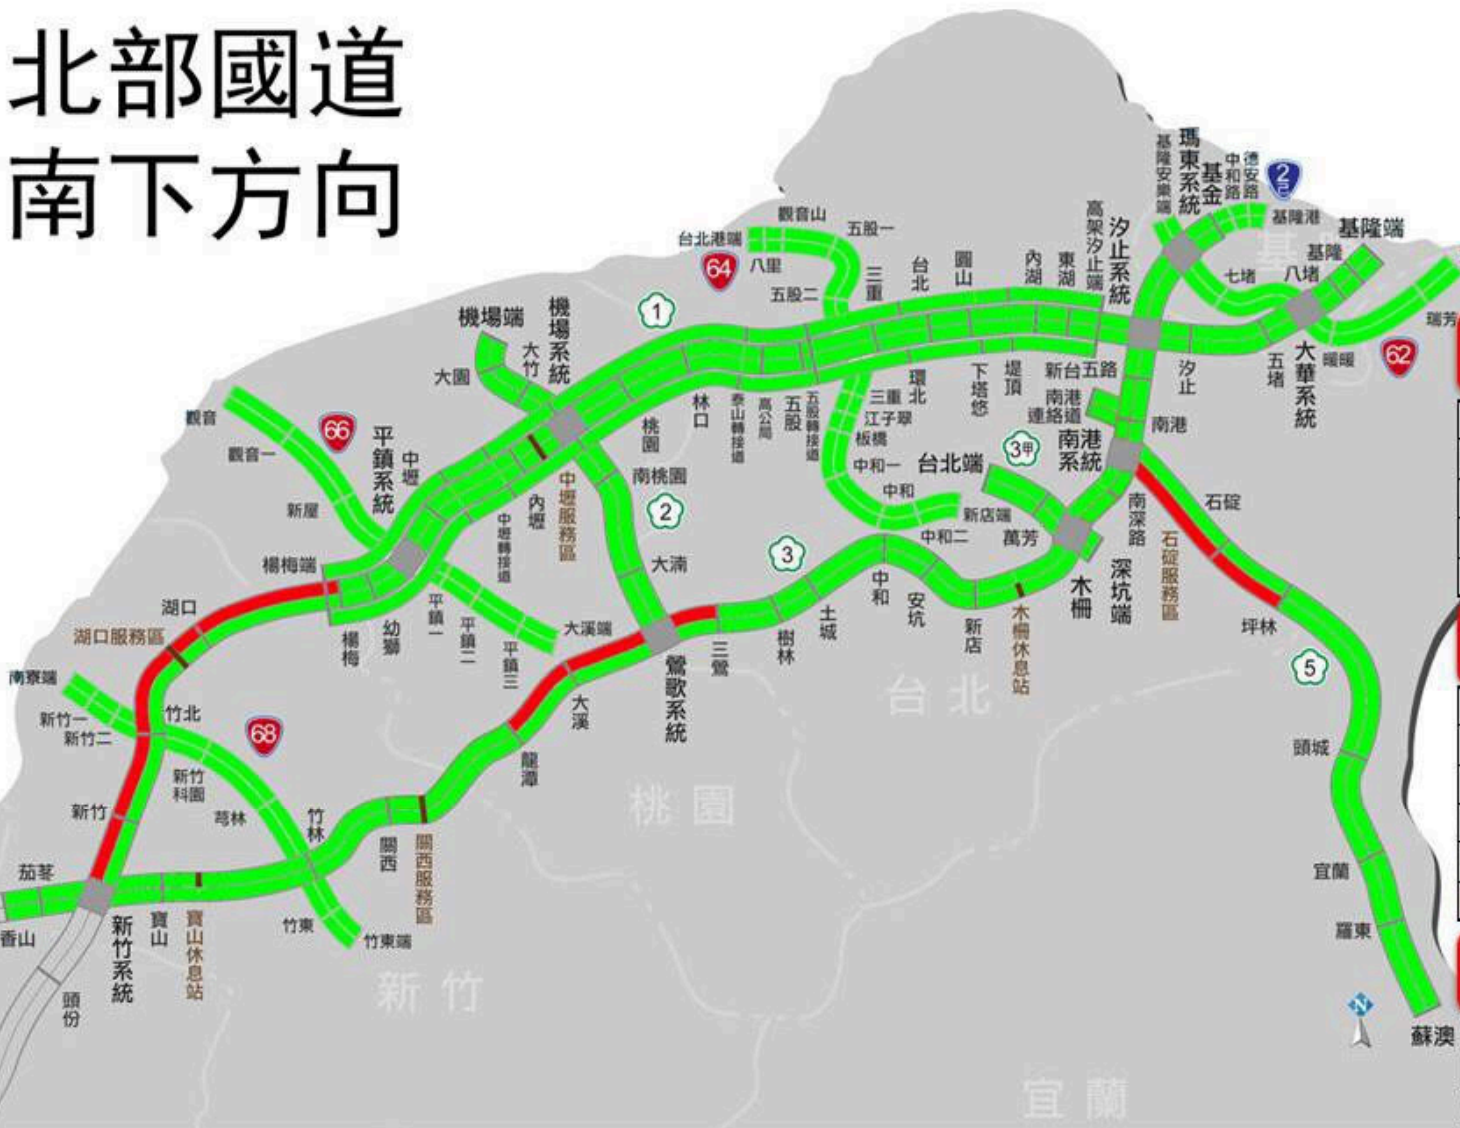 北部國道
南下方向
基隆安樂端
瑪東系統
基金
中和路
德安路
2己
基隆港
基隆端
基隆
八堵
七堵
瑞芳
62
暖暖
大華系統
五堵
汐止
汐止系統
高架汐止端
東湖
內湖
圓山
台北
三重
五股一
觀音山
台北港端
64
八里
五股二
1
機場系統
機場端
大竹
大園
觀音
66
觀音一
新屋
平鎮系統
中壢
桃園
林口
泰山轉接道
高公局
五股
五股轉接道
環北
下塔悠
堤頂
新台五路
南港
連絡道
南港
南港
系統
三重
江子翠
板橋
中和一
中和
新店端
中和二
台北端
3甲
萬芳
南深路
石碇
石碇服務區
深坑端
木柵
木柵休息站
新店
安坑
中和
土城
樹林
三鶯
3
2
南桃園
大湳
中壢服務區
內壢
中壢轉接道
楊梅端
湖口
湖口服務區
楊梅
幼獅
平鎮一
平鎮二
平鎮三
大溪端
鶯歌系統
大溪
龍潭
南寮端
新竹一
新竹二
竹北
68
新竹
科園
芎林
新竹
竹林
關西
關西服務區
茄苳
香山
新竹系統
寶山
寶山休息站
竹東
竹東端
頭份
坪林
5
頭城
宜蘭
羅東
蘇澳
N
基
台北
桃園
新竹
宜蘭